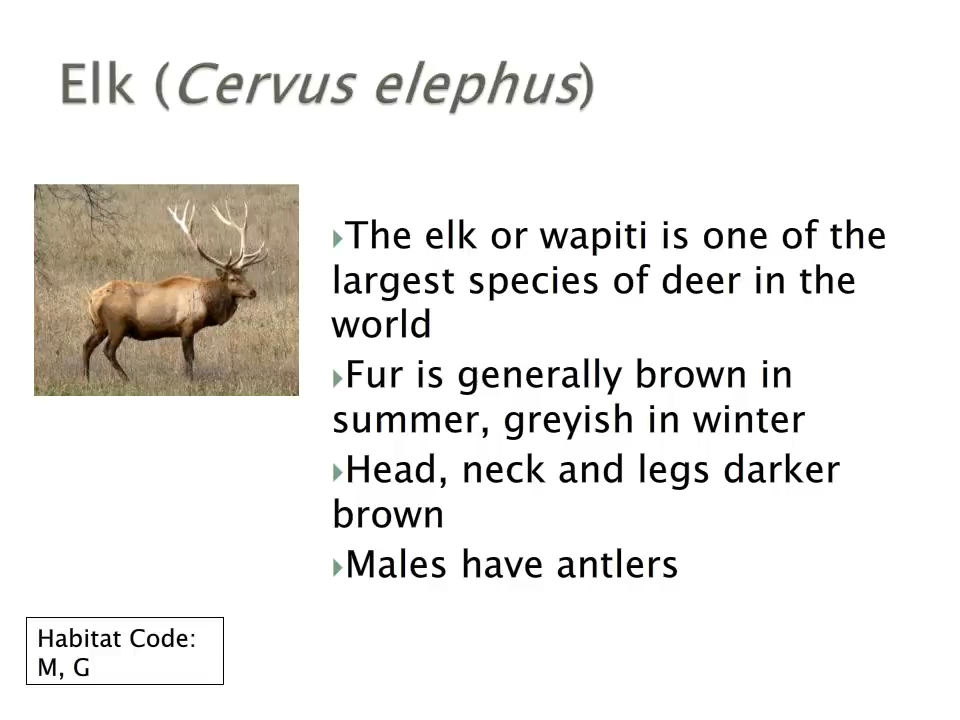 Elk (Cervus elephus)
The elk or wapiti is one of the
largest species of deer in the
world
Fur is generally brown in
summer, greyish in winter
Head, neck and legs darker
brown
Males have antlers
Habitat Code:
M, G